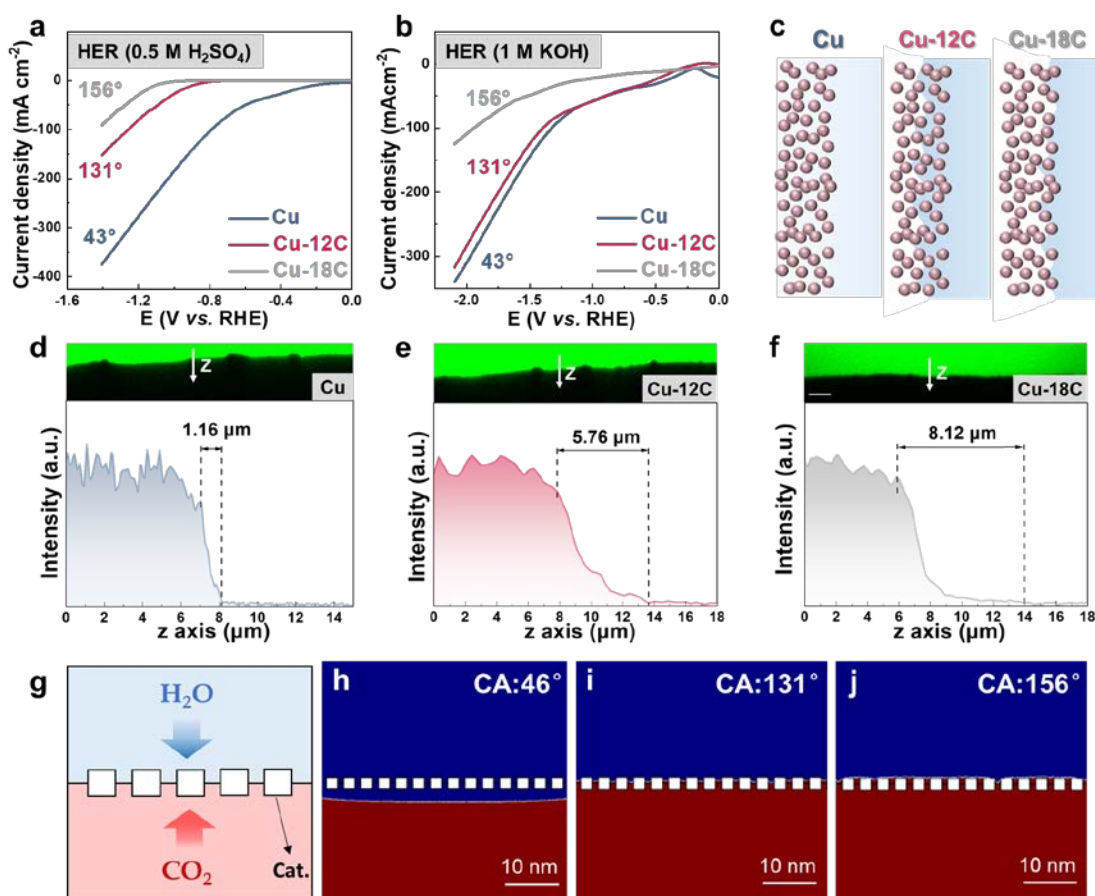 a
HER (0.5 M H₂SO₄)
Current density (mA cm⁻²)
0
-100
-200
-300
-400
156°
131°
43°
Cu
Cu-12C
Cu-18C
-1.6
-1.2
-0.8
-0.4
0.0
E (V vs. RHE)
b
HER (1 M KOH)
Current density (mAcm⁻²)
0
-100
-200
-300
156°
131°
43°
Cu
Cu-12C
Cu-18C
-2.0
-1.5
-1.0
-0.5
0.0
E (V vs. RHE)
c
Cu
Cu-12C
Cu-18C
d
z
Cu
1.16 μm
Intensity (a.u.)
0 2 4 6 8 10 12 14
z axis (μm)
e
z
Cu-12C
5.76 μm
Intensity (a.u.)
0 2 4 6 8 10 12 14 16 18
z axis (μm)
f
z
Cu-18C
8.12 μm
Intensity (a.u.)
0 2 4 6 8 10 12 14 16 18
z axis (μm)
g
H₂O
CO₂
Cat.
h
CA:46°
10 nm
i
CA:131°
10 nm
j
CA:156°
10 nm